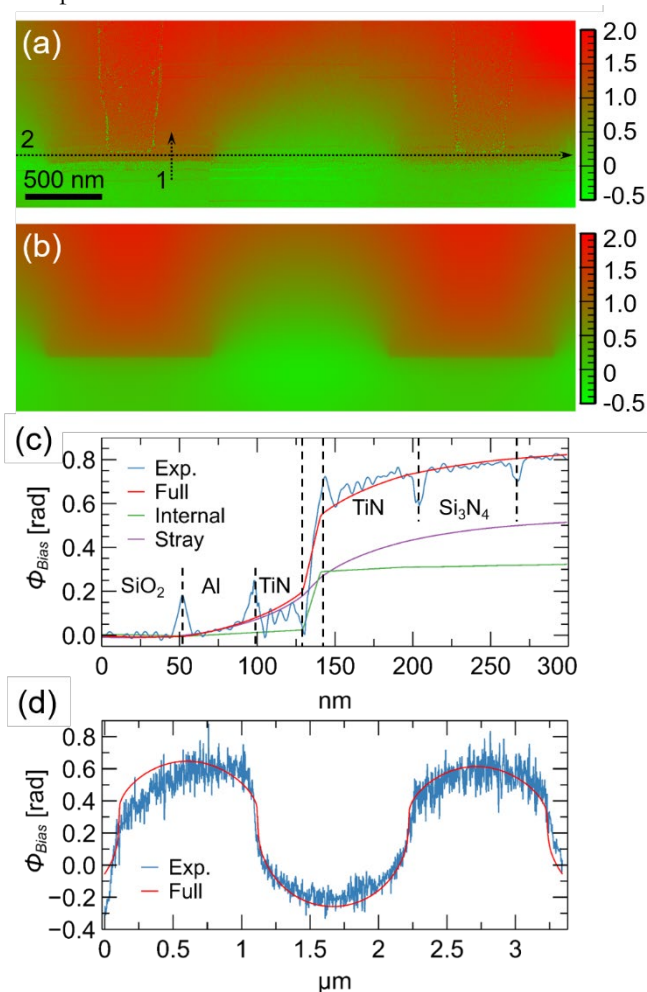 (a)
2.0
1.5
1.0
0.5
0
-0.5
2
1
500 nm
(b)
2.0
1.5
1.0
0.5
0
-0.5
(c)
0.8
0.6
0.4
0.2
0.0
Φ_Bias [rad]
Exp.
Full
Internal
Stray
TiN
Si₃N₄
SiO₂
Al
TiN
0
50
100
150
200
250
300
nm
(d)
0.8
0.6
0.4
0.2
0.0
−0.2
−0.4
Φ_Bias [rad]
Exp.
Full
0
0.5
1
1.5
2
2.5
3
µm